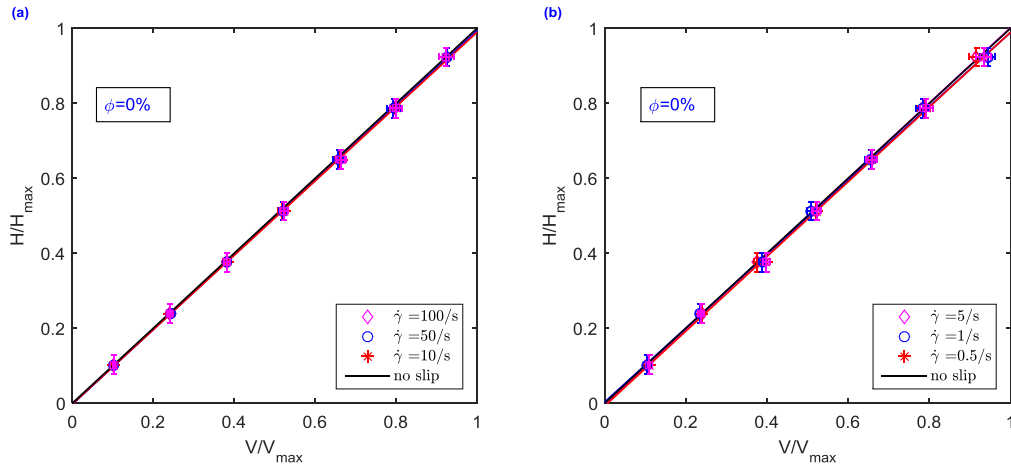 (a)
1
0.8
0.6
0.4
0.2
0
H/H_max
ϕ=0%
γ̇ =100/s
γ̇ =50/s
γ̇ =10/s
no slip
0 0.2 0.4 0.6 0.8 1
V/V_max
(b)
1
0.8
0.6
0.4
0.2
0
H/H_max
ϕ=0%
γ̇ =5/s
γ̇ =1/s
γ̇ =0.5/s
no slip
0 0.2 0.4 0.6 0.8 1
V/V_max